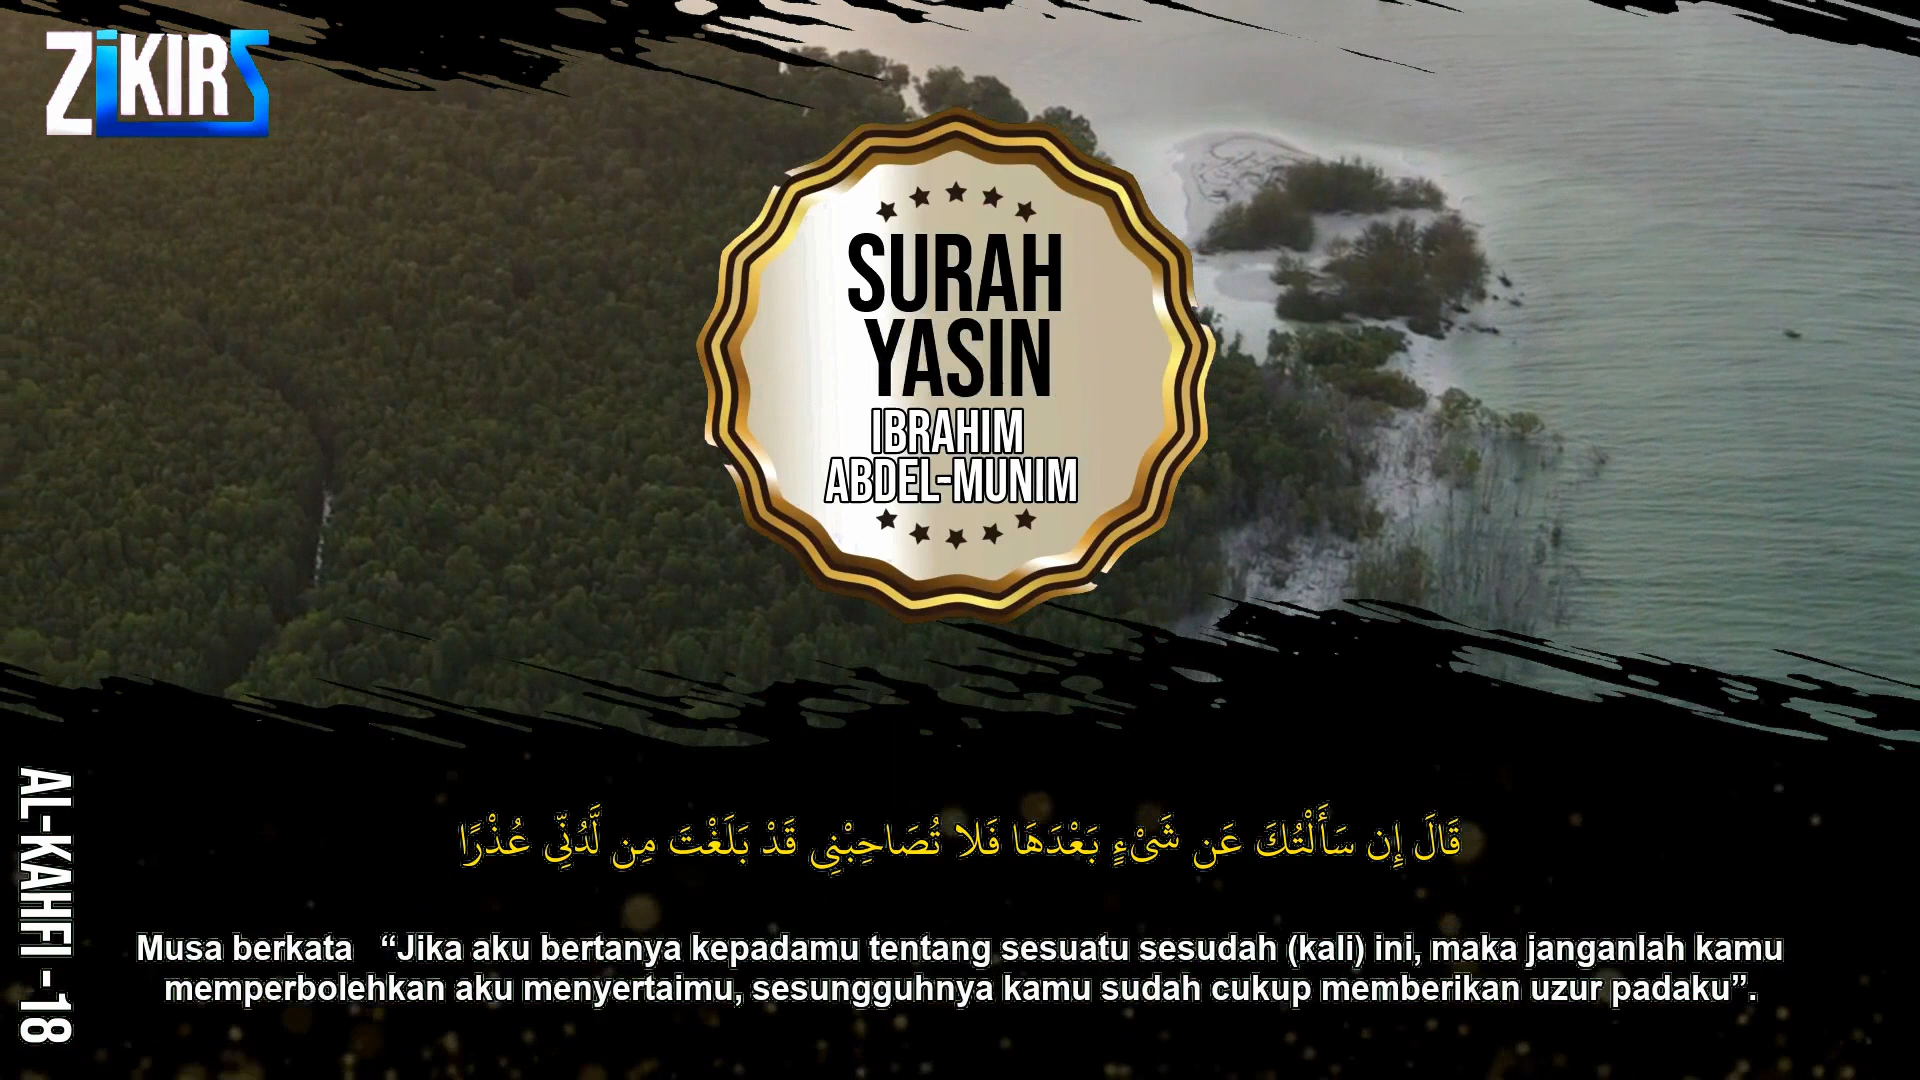 ZiKIRS
SURAH
YASIN
IBRAHIM
ABDEL-MUNIM
قَالَ إِن سَأَلْتُكَ عَن شَىْءٍ بَعْدَهَا فَلا تُصَاحِبْنِى قَدْ بَلَغْتَ مِن لَّدُنِّى عُذْرًا
Musa berkata “Jika aku bertanya kepadamu tentang sesuatu sesudah (kali) ini, maka janganlah kamu
memperbolehkan aku menyertaimu, sesungguhnya kamu sudah cukup memberikan uzur padaku”.
AL-KAHFI -18